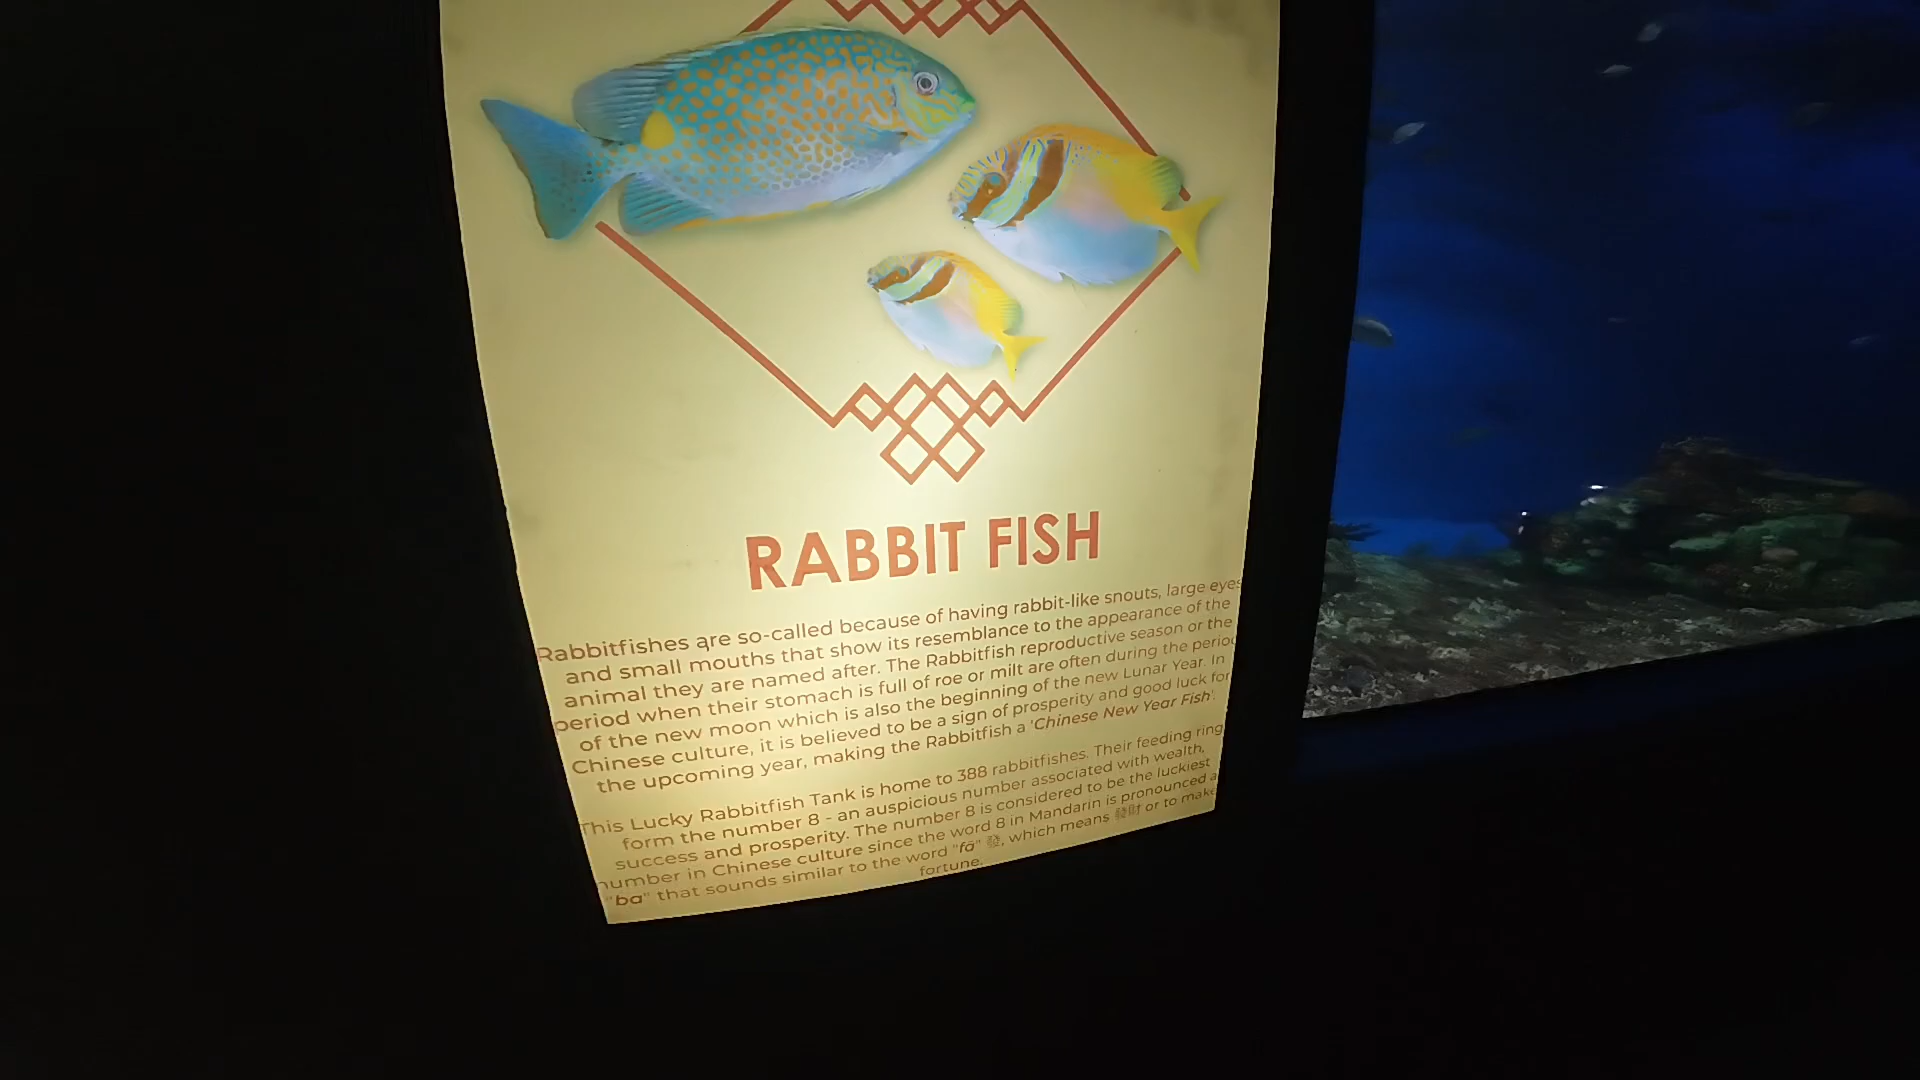 RABBIT FISH
Rabbitfishes are so-called because of having rabbit-like snouts, large eyes
and small mouths that show its resemblance to the appearance of the
animal they are named after. The Rabbitfish reproductive season or the
period when their stomach is full of roe or milt are often during the period
of the new moon which is also the beginning of the new Lunar Year. In
Chinese culture, it is believed to be a sign of prosperity and good luck for
the upcoming year, making the Rabbitfish a 'Chinese New Year Fish'.
This Lucky Rabbitfish Tank is home to 388 rabbitfishes. Their feeding ring
form the number 8 - an auspicious number associated with wealth,
success and prosperity. The number 8 is considered to be the luckiest
number in Chinese culture since the word 8 in Mandarin is pronounced a
"ba" that sounds similar to the word "fā" 發, which means 發財 or to make
fortune.